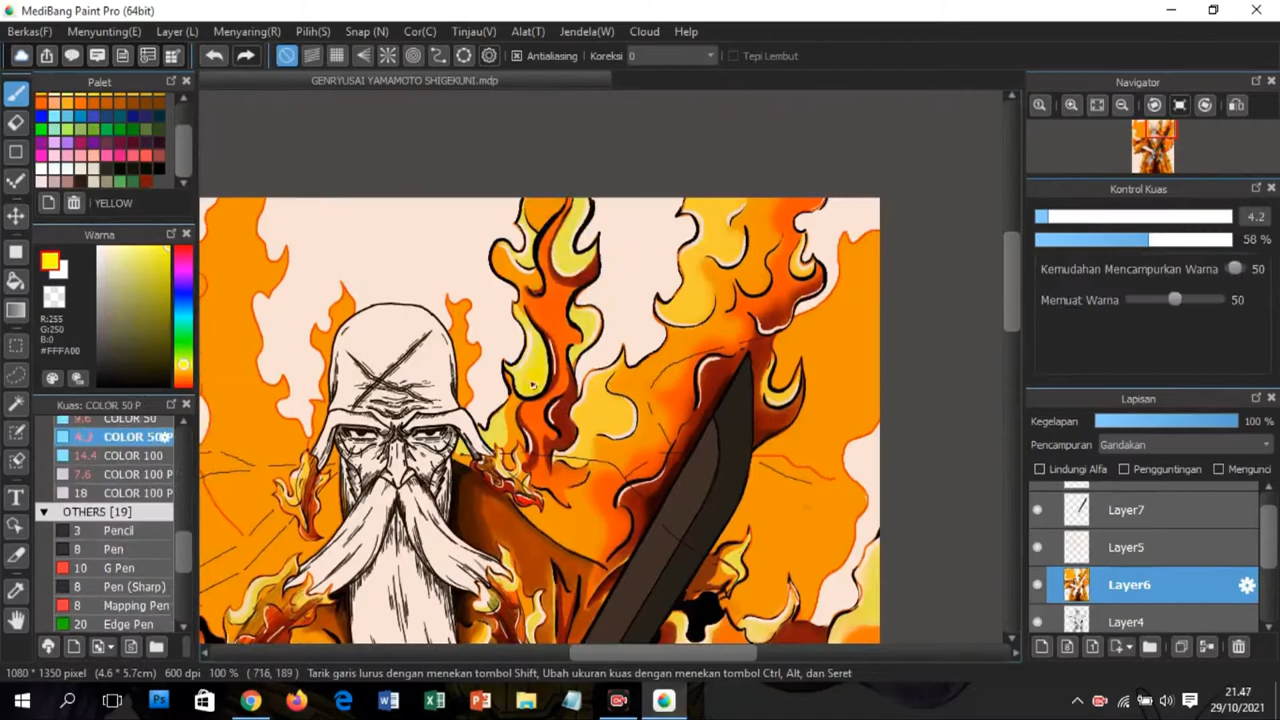 MediBang Paint Pro (64bit)
Berkas(F) Menyunting(E) Layer (L) Menyaring(R) Pilih(S) Snap (N) Cor(C) Tinjau(V) Alat(T) Jendela(W) Cloud Help
Antialiasing Koreksi 0 Tepi Lembut
Palet
GENRYUSAI YAMAMOTO SHIGEKUNI.mdp
Navigator
YELLOW
Warna
R:255
G:250
B:0
#FFFA00
Kontrol Kuas
4.2
58 %
Kemudahan Mencampurkan Warna 50
Memuat Warna 50
Kuas: COLOR 50 P
9.6 COLOR 50
4.2 COLOR 50 P
14.4 COLOR 100
7.6 COLOR 100 P
18 COLOR 100 P
OTHERS [19]
3 Pencil
8 Pen
10 G Pen
8 Pen (Sharp)
8 Mapping Pen
20 Edge Pen
Lapisan
Kegelapan 100 %
Pencampuran Gandakan
Lindungi Alfa Pengguntingan Mengunci
Layer7
Layer5
Layer6
Layer4
1080 * 1350 pixel (4.6 * 5.7cm) 600 dpi 100 % ( 716, 189 ) Tarik garis lurus dengan menekan tombol Shift, Ubah ukuran kuas dengan menekan tombol Ctrl, Alt, dan Seret
21.47
29/10/2021